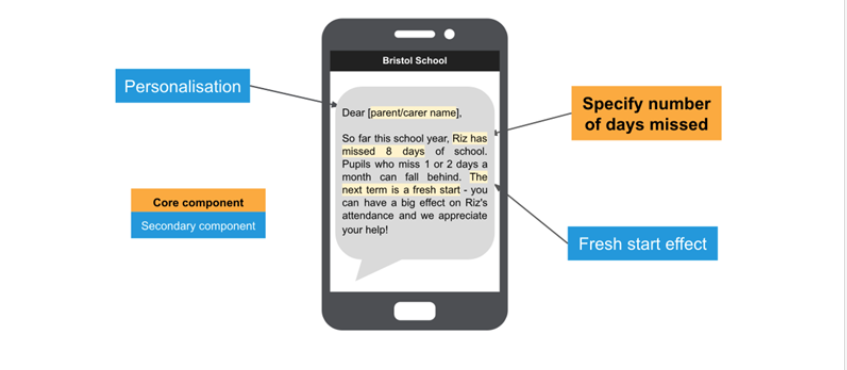 Bristol School
Personalisation
Specify number
of days missed
Dear [parent/carer name],
So far this school year, Riz has
missed 8 days of school.
Pupils who miss 1 or 2 days a
month can fall behind. The
next term is a fresh start - you
can have a big effect on Riz's
attendance and we appreciate
your help!
Core component
Secondary component
Fresh start effect